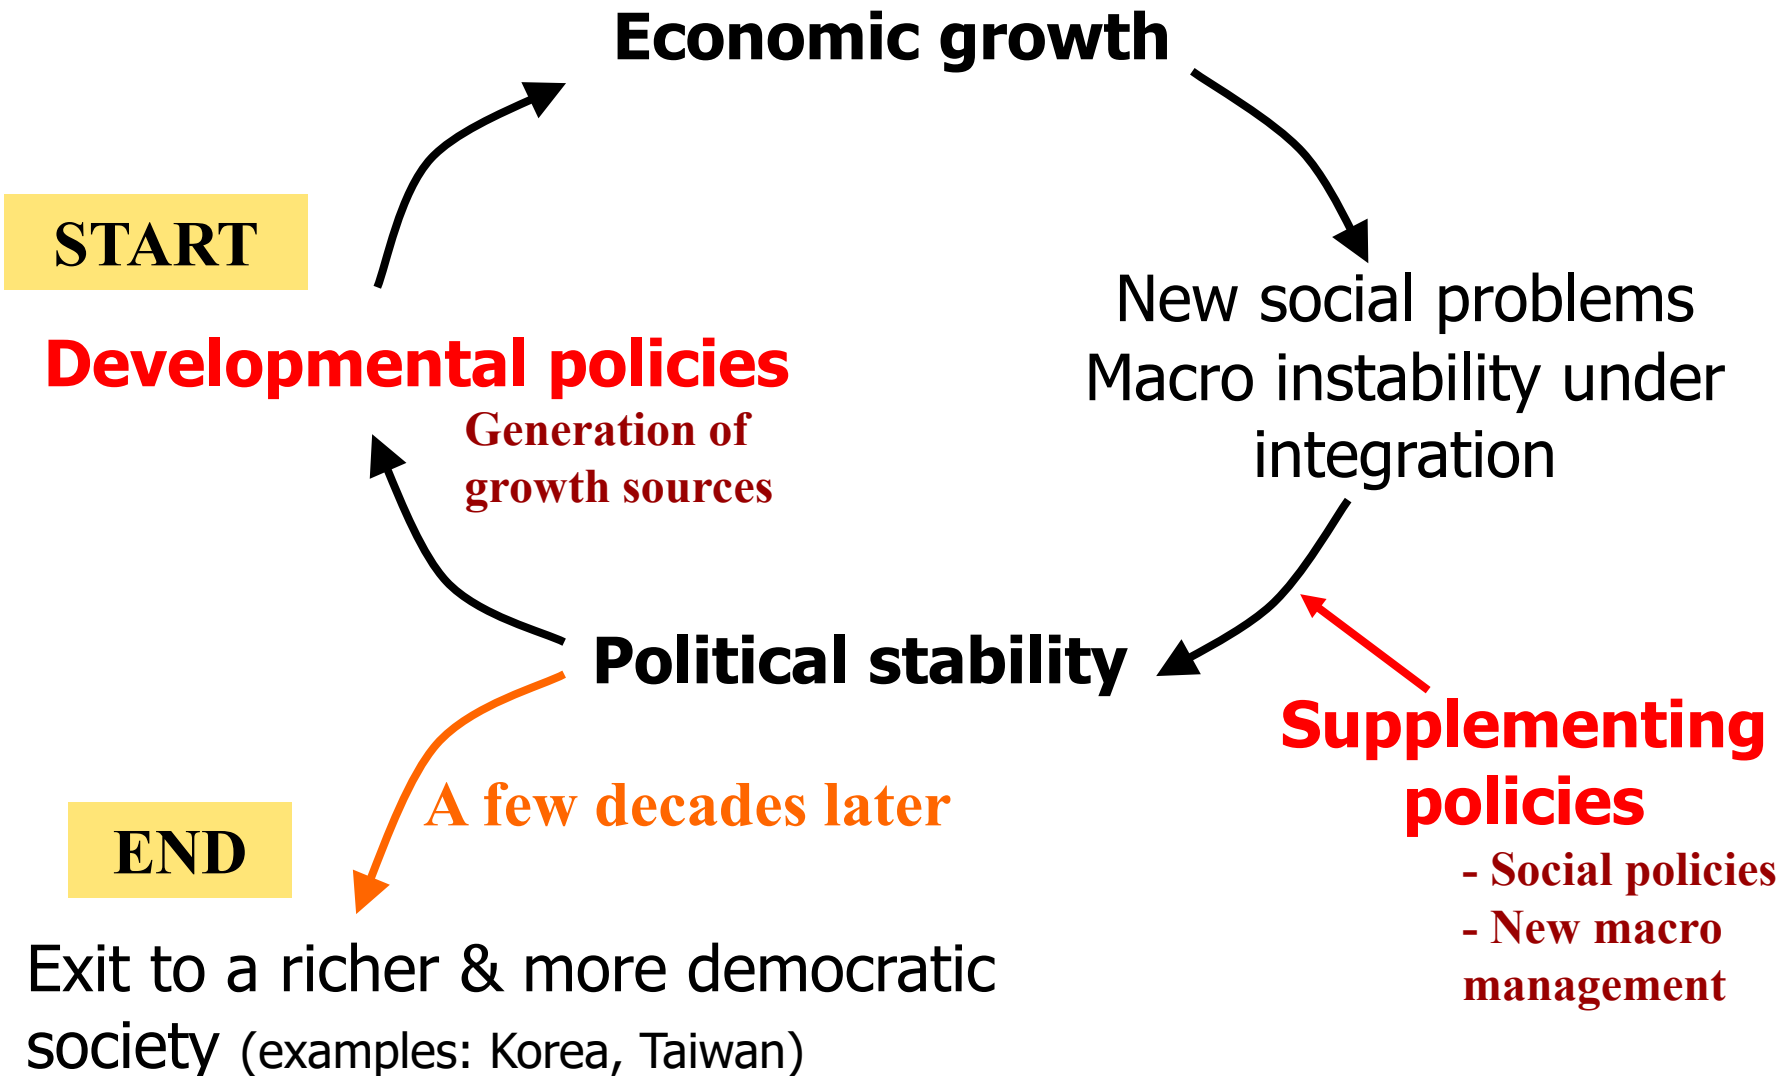 Economic growth
START
Developmental policies
Generation of
growth sources
New social problems
Macro instability under
integration
Political stability
Supplementing
policies
- Social policies
- New macro
management
A few decades later
END
Exit to a richer & more democratic
society (examples: Korea, Taiwan)